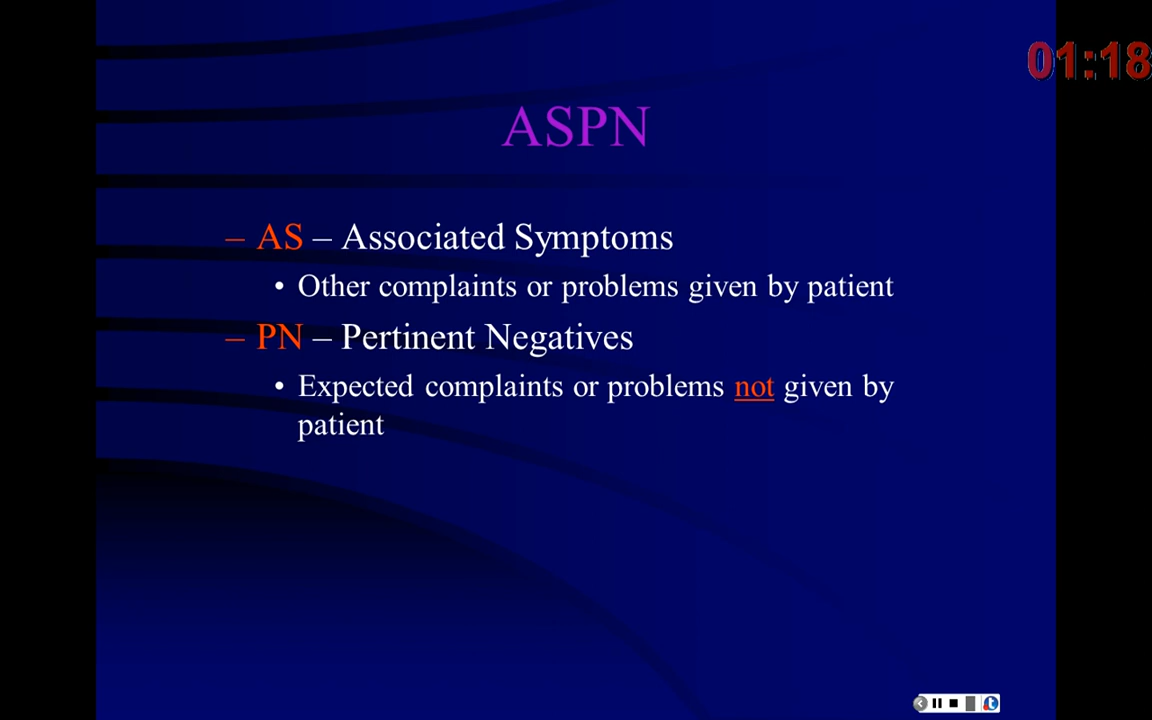 01:18
ASPN
– AS – Associated Symptoms
• Other complaints or problems given by patient
– PN – Pertinent Negatives
• Expected complaints or problems not given by
patient